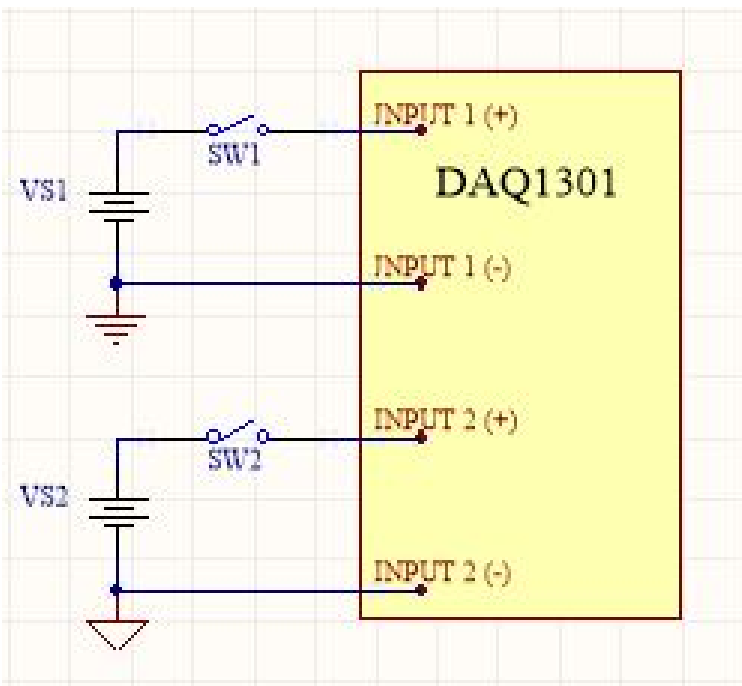 INPUT 1 (+)
SW1
DAQ1301
VS1
INPUT 1 (-)
INPUT 2 (+)
SW2
VS2
INPUT 2 (-)